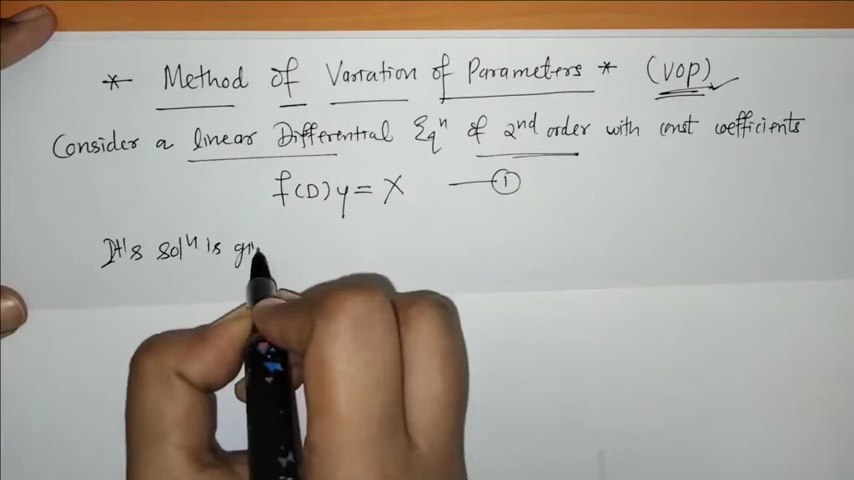 * Method of Variation of Parameters * (VOP)
Consider a linear Differential Eqⁿ of 2nd order with const coefficients
f(D)y = X —①
It's solⁿ is gi